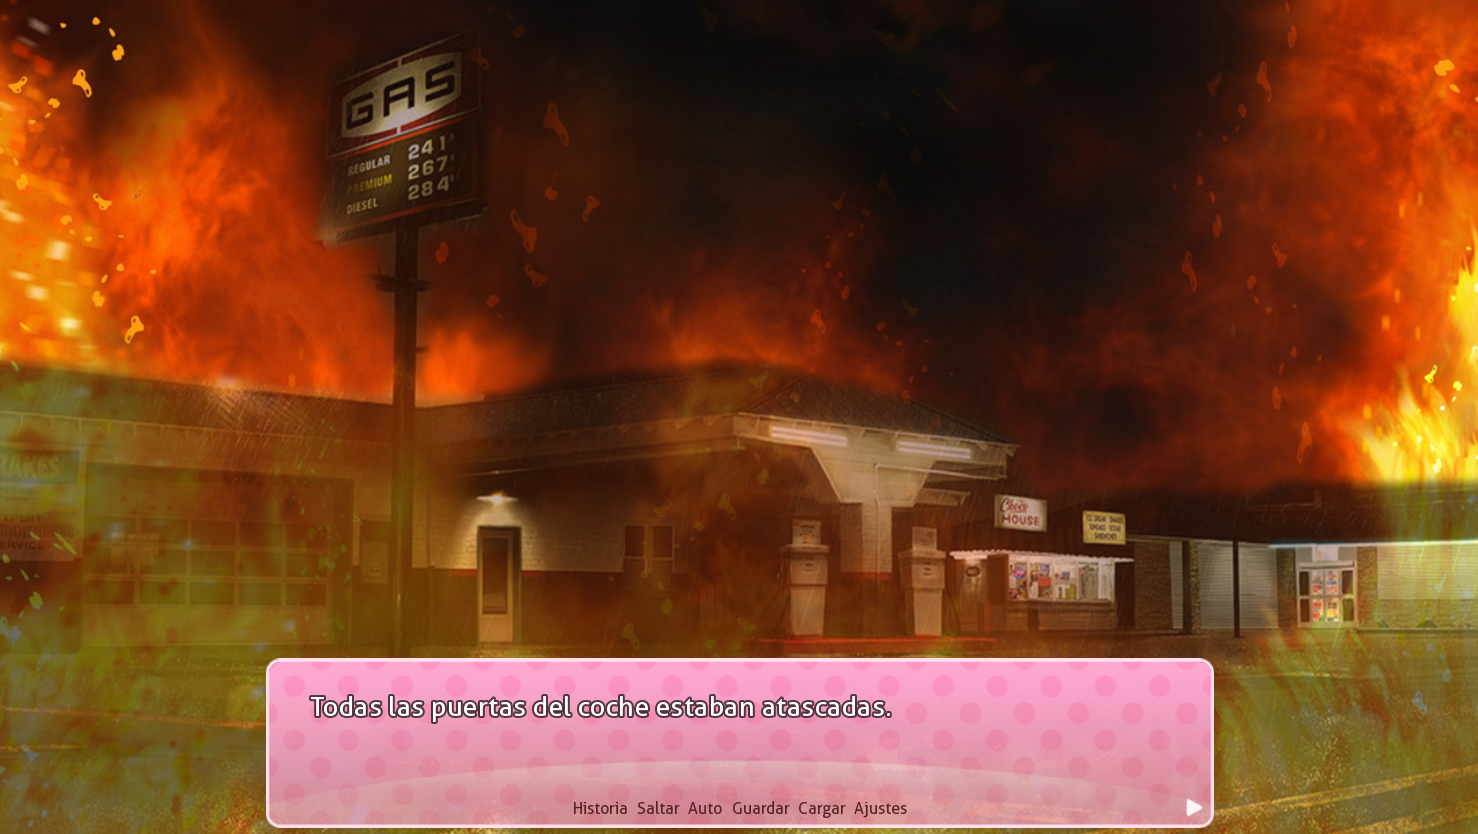 GAS
REGULAR 241
PREMIUM 267
DIESEL 284
Choco
HOUSE
Todas las puertas del coche estaban atascadas.
Historia Saltar Auto Guardar Cargar Ajustes